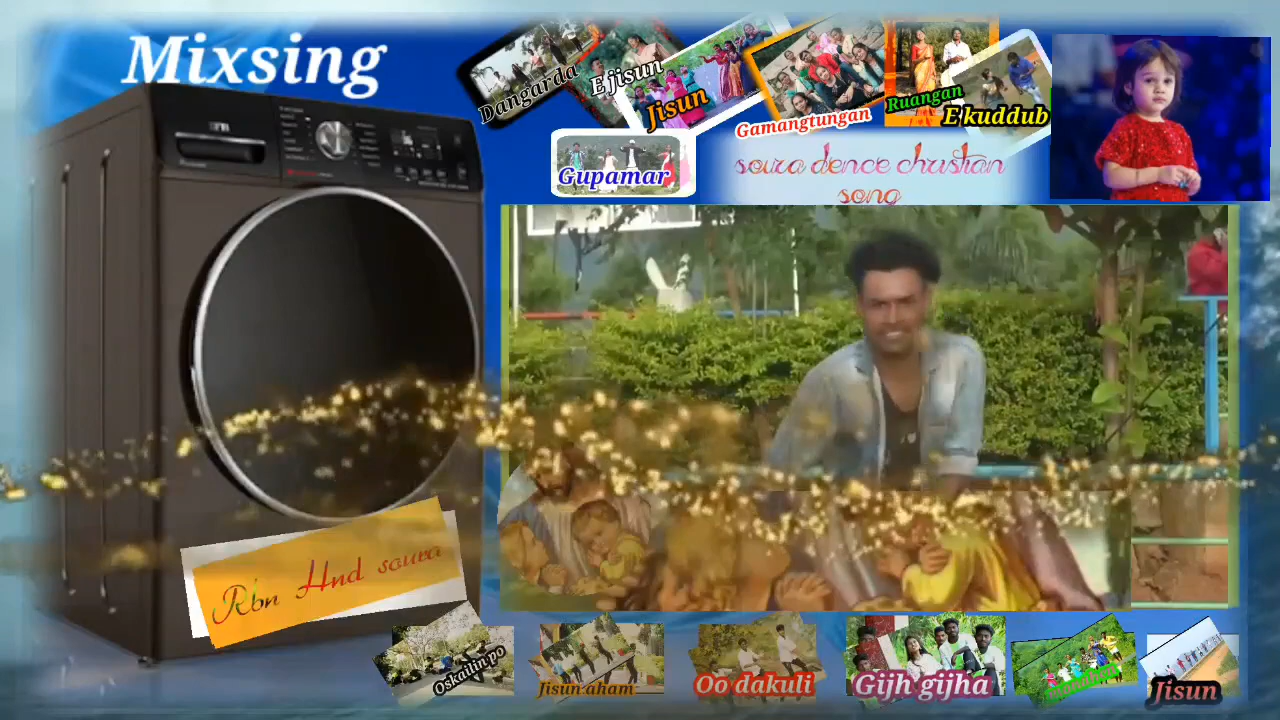 Mixsing
Dangarda
E jisun
Jisun
Gamangtungan
Ruangan
E kuddub
Gupamar
soura dence christian
song
Rbn Hnd soura
Oskailin po
Jisun aham
Oo dakuli
Gijh gijha
Jisun